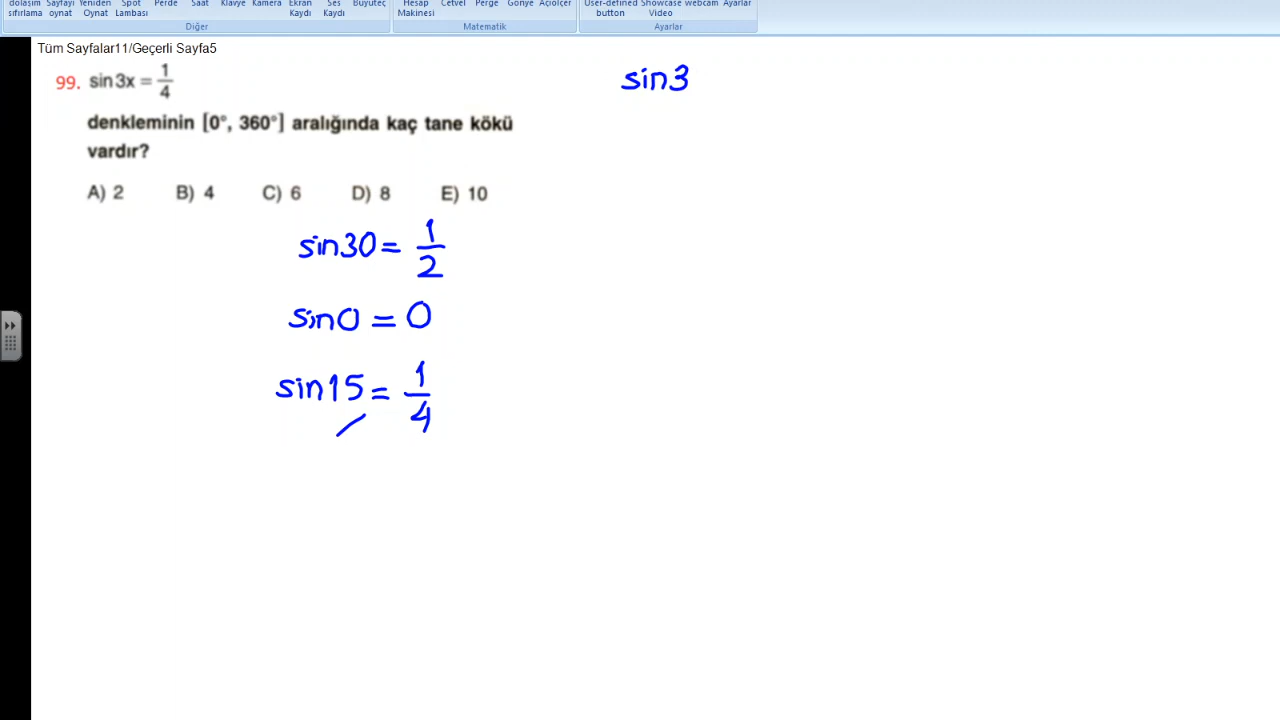 dolaşım Sayfayı Yeniden Spot Perde Saat Klavye Kamera Ekran Ses Büyüteç Hesap Cetvel Perge Gönye Açıölçer User-defined Showcase webcam Ayarlar
sıfırlama oynat Oynat Lambası Kaydı Kaydı Makinesi button Video
Diğer Matematik Ayarlar
Tüm Sayfalar11/Geçerli Sayfa5
99. sin3x = 1/4
denkleminin [0°, 360°] aralığında kaç tane kökü
vardır?
A) 2 B) 4 C) 6 D) 8 E) 10
sin3
sin30 = 1/2
sin0 = 0
sin15 = 1/4